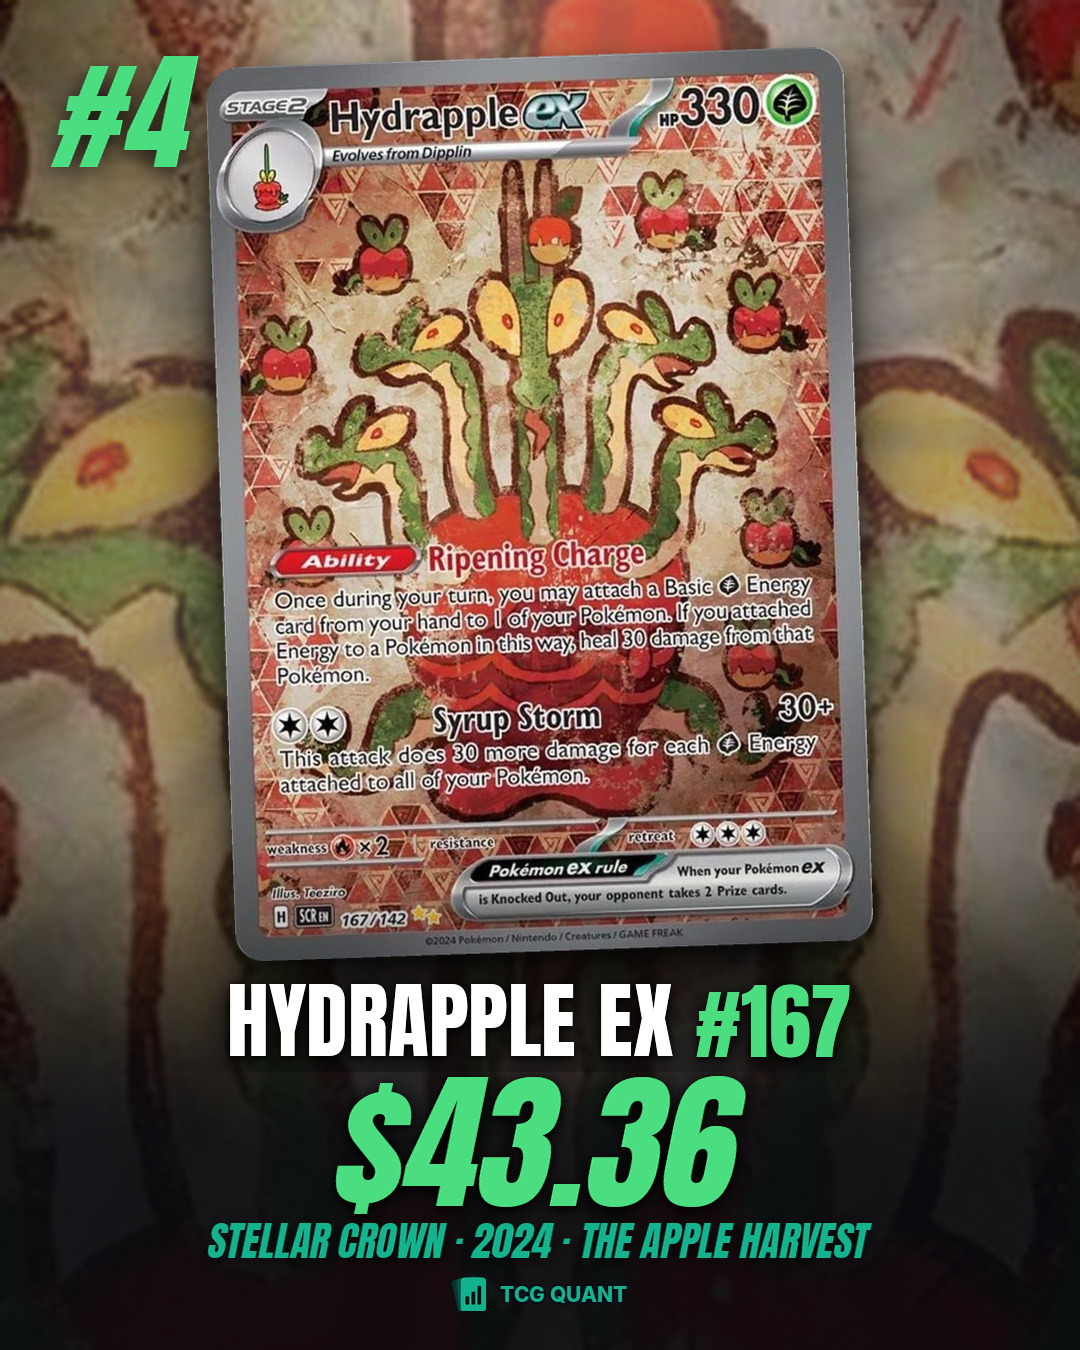 #4
STAGE2
Hydrapple ex
HP330
Evolves from Dipplin
Ability Ripening Charge
Once during your turn, you may attach a Basic Energy
card from your hand to 1 of your Pokémon. If you attached
Energy to a Pokémon in this way, heal 30 damage from that
Pokémon.
Syrup Storm 30+
This attack does 30 more damage for each Energy
attached to all of your Pokémon.
weakness ×2 resistance retreat
Pokémon ex rule When your Pokémon ex
is Knocked Out, your opponent takes 2 Prize cards.
Illus. Teeziro
H SCR EN 167/142
©2024 Pokémon / Nintendo / Creatures / GAME FREAK
HYDRAPPLE EX #167
$43.36
STELLAR CROWN · 2024 · THE APPLE HARVEST
TCG QUANT